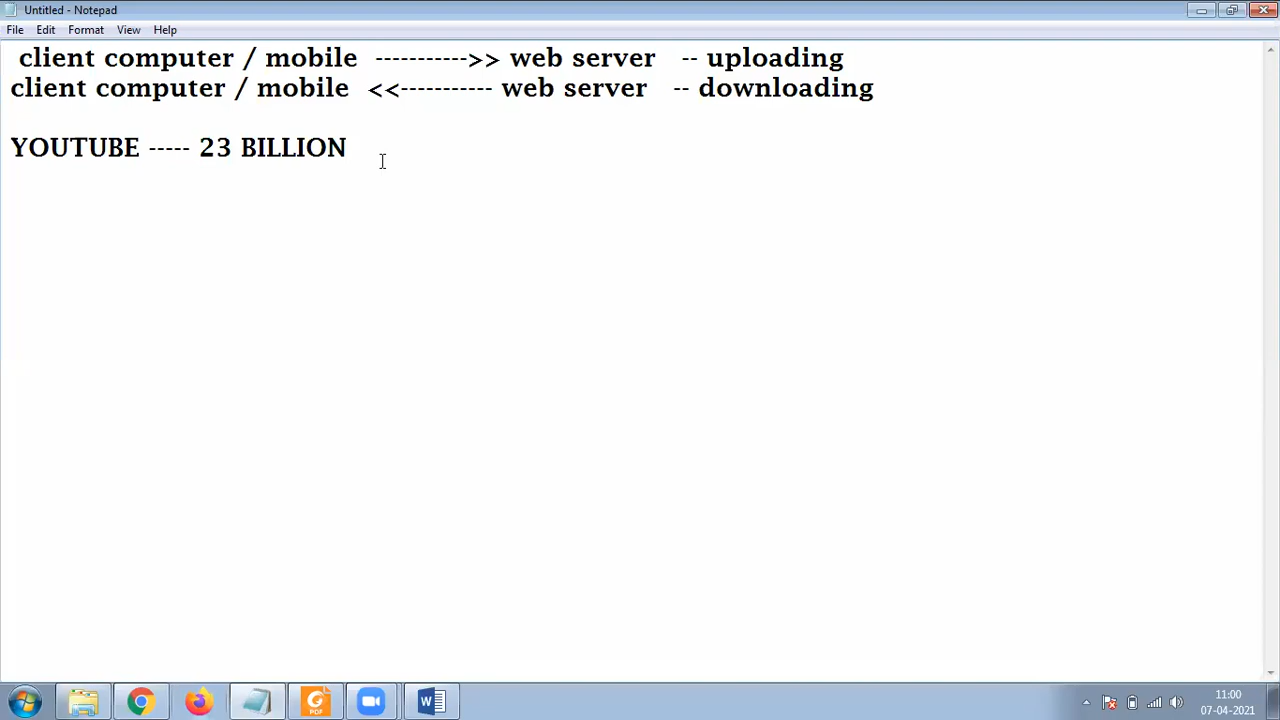 Untitled - Notepad
File Edit Format View Help
client computer / mobile ----------->> web server -- uploading
client computer / mobile <<----------- web server -- downloading
YOUTUBE ----- 23 BILLION
PDF
W
11:00
07-04-2021